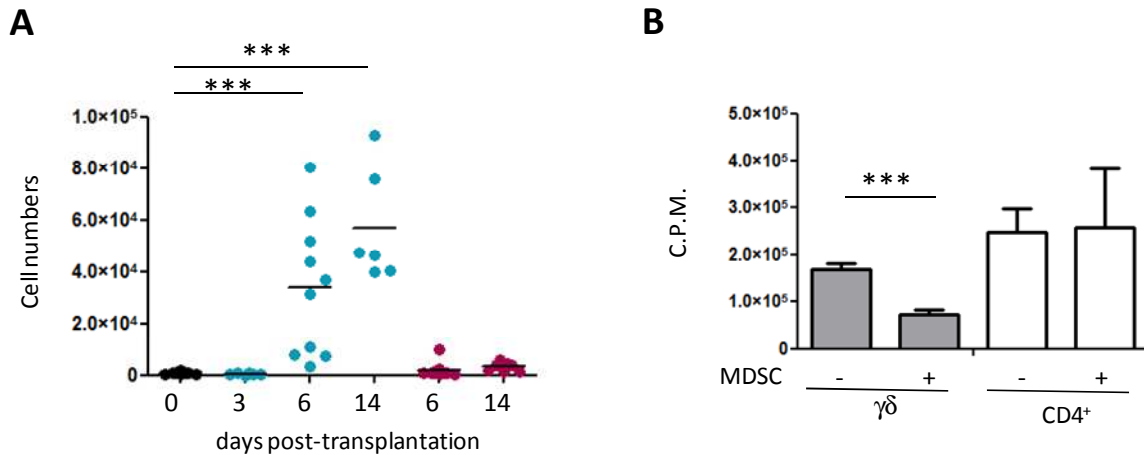 A
***
***
Cell numbers
1.0×10⁵
8.0×10⁴
6.0×10⁴
4.0×10⁴
2.0×10⁴
0
0 3 6 14 6 14
days post-transplantation
B
***
C.P.M.
5.0×10⁵
4.0×10⁵
3.0×10⁵
2.0×10⁵
1.0×10⁵
0
MDSC - + - +
γδ CD4⁺